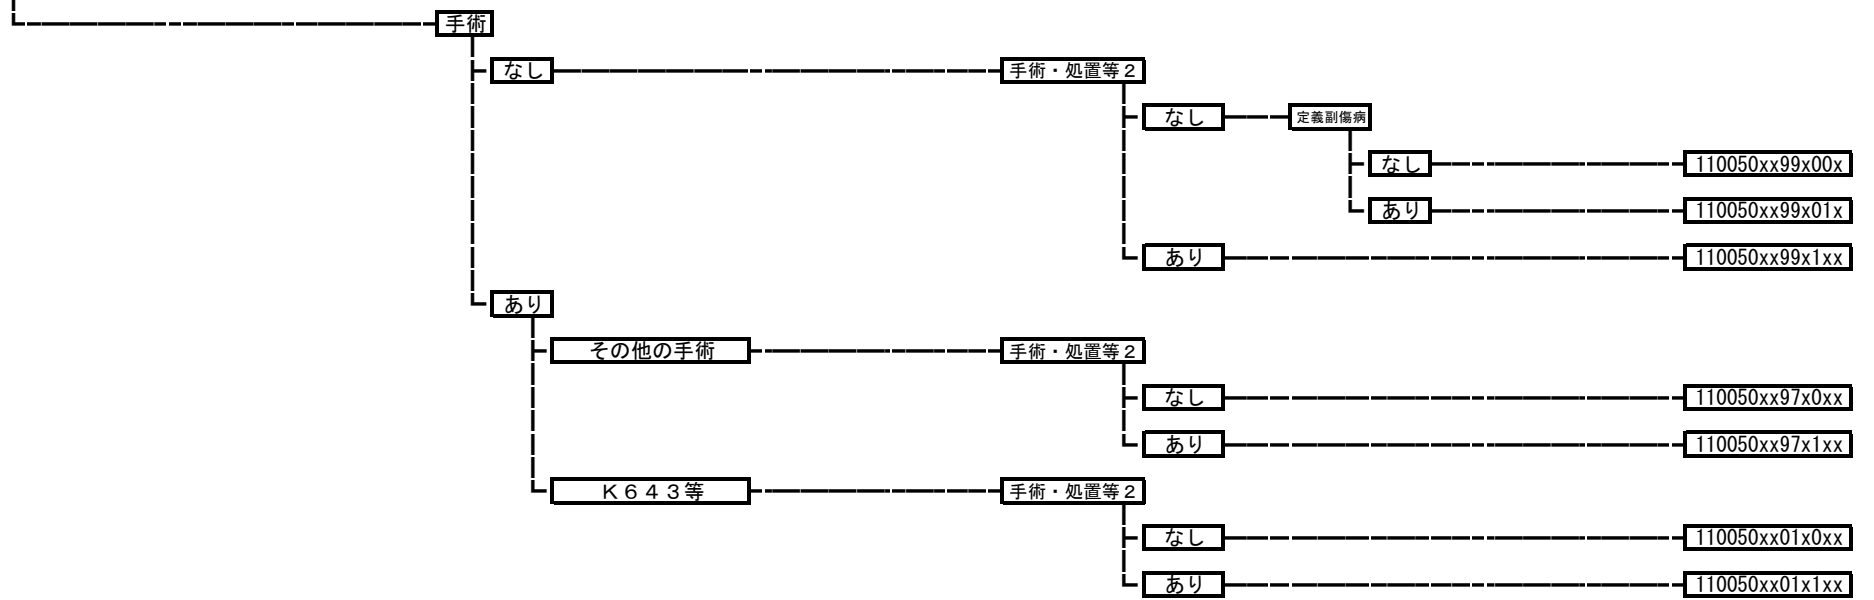 手術
なし
手術・処置等２
なし
定義副傷病
なし
110050xx99x00x
あり
110050xx99x01x
あり
110050xx99x1xx
あり
その他の手術
手術・処置等２
なし
110050xx97x0xx
あり
110050xx97x1xx
Ｋ６４３等
手術・処置等２
なし
110050xx01x0xx
あり
110050xx01x1xx